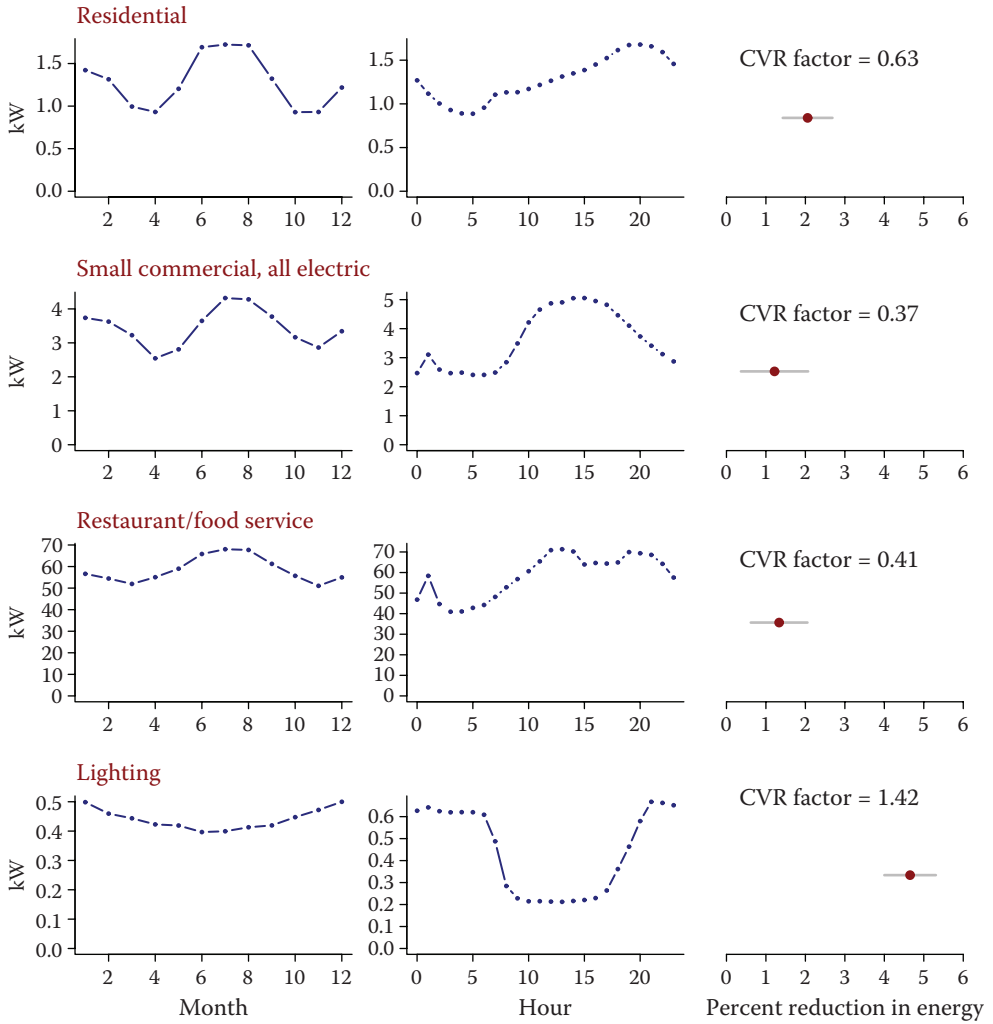 Residential
kW
1.5
1.0
0.5
0.0
2 4 6 8 10 12
1.5
1.0
0.5
0.0
0 5 10 15 20
CVR factor = 0.63
0 1 2 3 4 5 6
Small commercial, all electric
kW
4
3
2
1
0
2 4 6 8 10 12
5
4
3
2
1
0
0 5 10 15 20
CVR factor = 0.37
0 1 2 3 4 5 6
Restaurant/food service
kW
70
60
50
40
30
20
10
0
2 4 6 8 10 12
70
60
50
40
30
20
10
0
0 5 10 15 20
CVR factor = 0.41
0 1 2 3 4 5 6
Lighting
kW
0.5
0.4
0.3
0.2
0.1
0.0
2 4 6 8 10 12
Month
0.6
0.5
0.4
0.3
0.2
0.1
0.0
0 5 10 15 20
Hour
CVR factor = 1.42
0 1 2 3 4 5 6
Percent reduction in energy